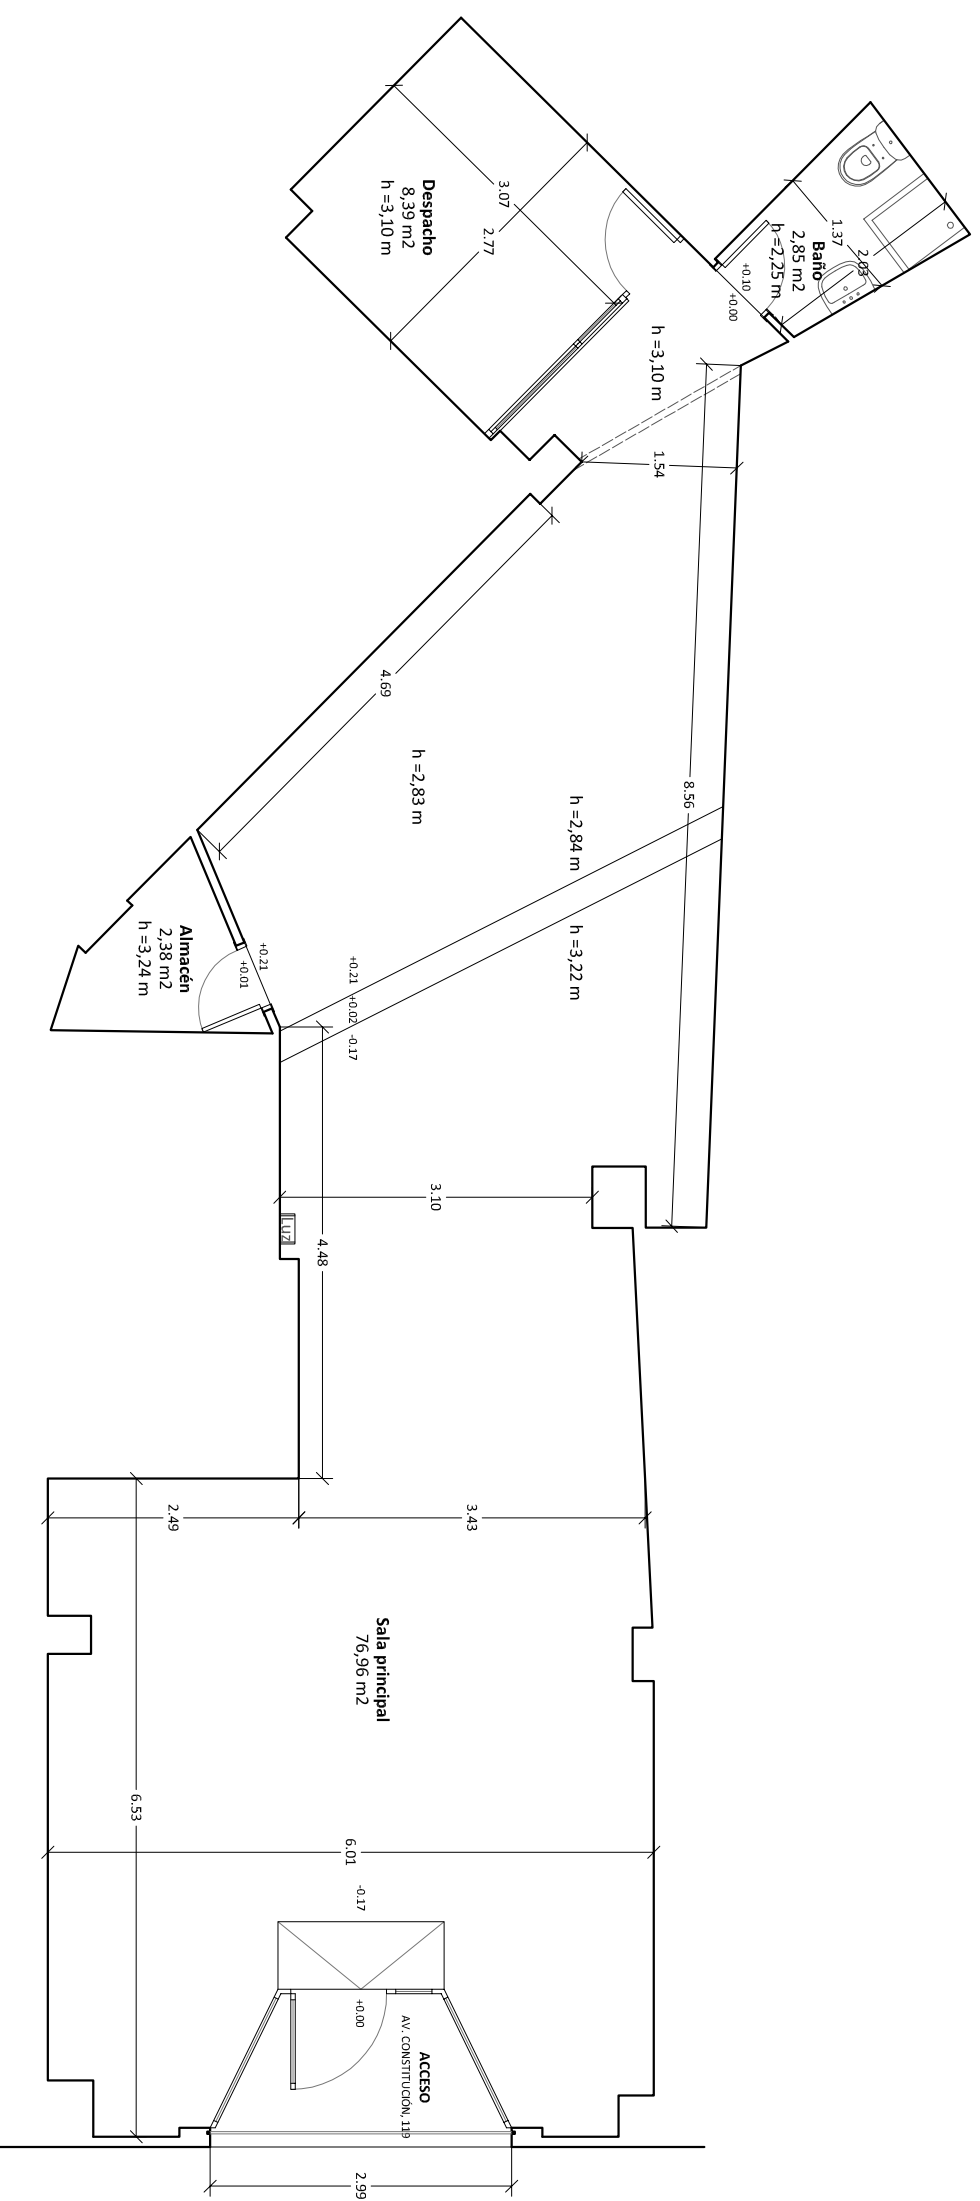 Despacho
8,39 m2
h =3,10 m
3.07
2.77
1.37
2.03
Baño
2,85 m2
h =2,25 m
+0.10
+0.00
h =3,10 m
1.54
4.69
8.56
h =2,83 m
h =2,84 m
h =3,22 m
Almacén
2,38 m2
h =3,24 m
+0.21
+0.01
+0.21
+0.02
-0.17
3.10
Luz
4.48
2.49
3.43
Sala principal
76,96 m2
6.53
6.01
-0.17
+0.00
ACCESO
AV. CONSTITUCIÓN, 119
2.99